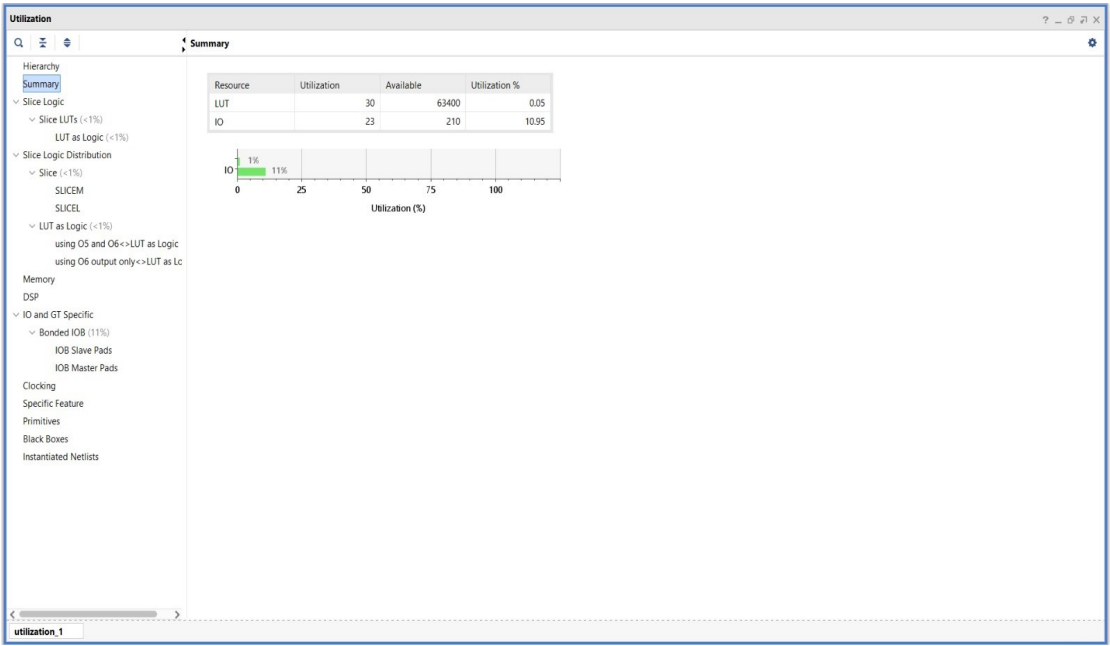 Utilization
Summary
Hierarchy
Summary
Slice Logic
Slice LUTs (<1%)
LUT as Logic (<1%)
Slice Logic Distribution
Slice (<1%)
SLICEM
SLICEL
LUT as Logic (<1%)
using O5 and O6<>LUT as Logic
using O6 output only<>LUT as Lc
Memory
DSP
IO and GT Specific
Bonded IOB (11%)
IOB Slave Pads
IOB Master Pads
Clocking
Specific Feature
Primitives
Black Boxes
Instantiated Netlists
Resource Utilization Available Utilization %
LUT 30 63400 0.05
IO 23 210 10.95
1%
IO 11%
0 25 50 75 100
Utilization (%)
utilization_1